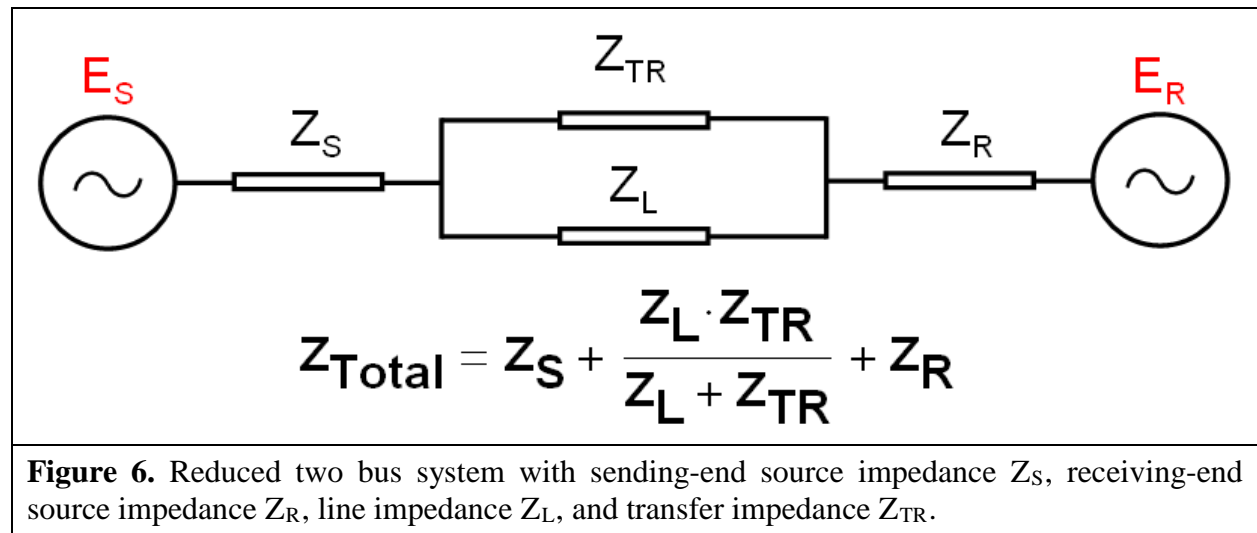 Z_TR
E_S
E_R
Z_S
Z_R
Z_L
Z_Total = Z_S + \frac{Z_L · Z_TR}{Z_L + Z_TR} + Z_R
Figure 6. Reduced two bus system with sending-end source impedance Z_S, receiving-end
source impedance Z_R, line impedance Z_L, and transfer impedance Z_TR.